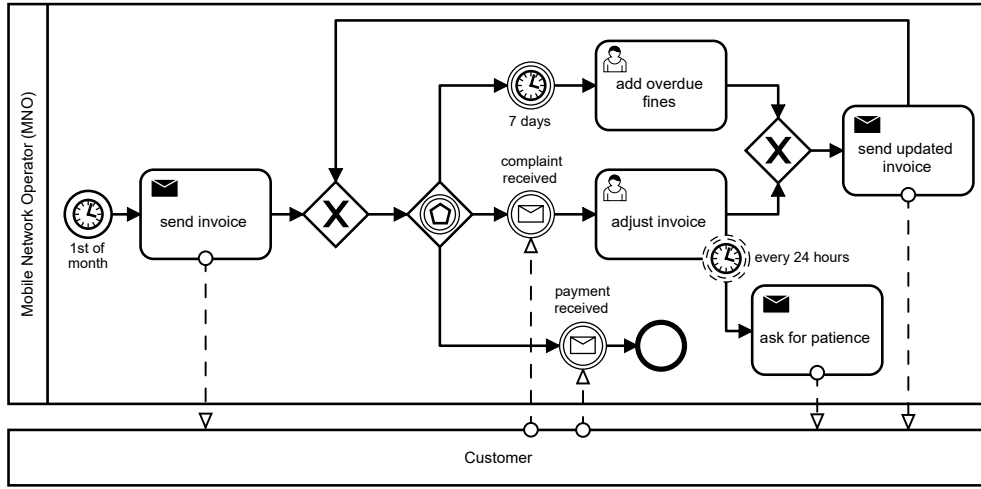 Mobile Network Operator (MNO)
1st of
month
send invoice
7 days
add overdue
fines
complaint
received
adjust invoice
every 24 hours
send updated
invoice
payment
received
ask for patience
Customer